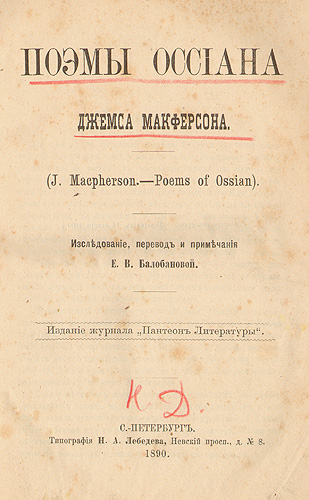 ПОЭМЫ ОССІАНА
ДЖЕМСА МАКФЕРСОНА.
(J. Macpherson.—Poems of Ossian).
Изслѣдованіе, переводъ и примѣчанія
Е. В. Балобановой.
Изданіе журнала „Пантеонъ Литературы“.
Н. Д.
С.-ПЕТЕРБУРГЪ.
Типографія Н. А. Лебедева, Невскій просп., д. № 8.
1890.